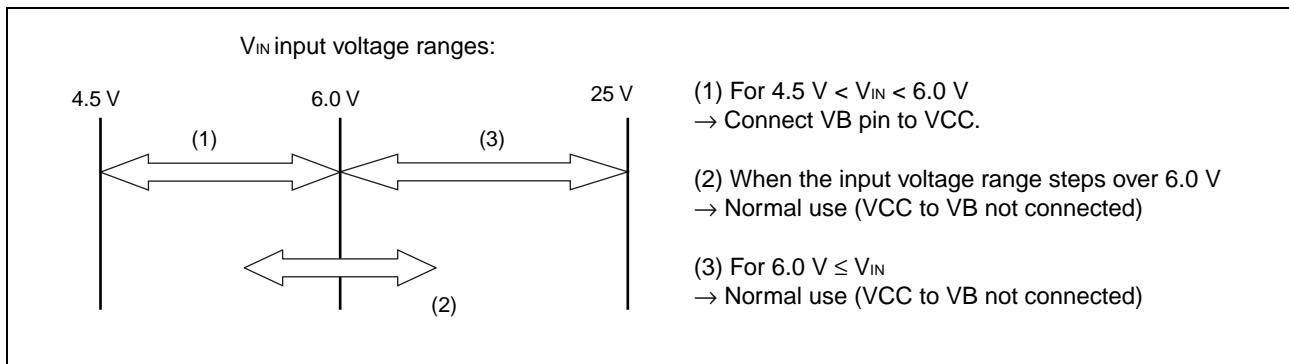 VIN input voltage ranges:
4.5 V
6.0 V
25 V
(1)
(3)
(2)
(1) For 4.5 V < VIN < 6.0 V
→ Connect VB pin to VCC.
(2) When the input voltage range steps over 6.0 V
→ Normal use (VCC to VB not connected)
(3) For 6.0 V ≤ VIN
→ Normal use (VCC to VB not connected)